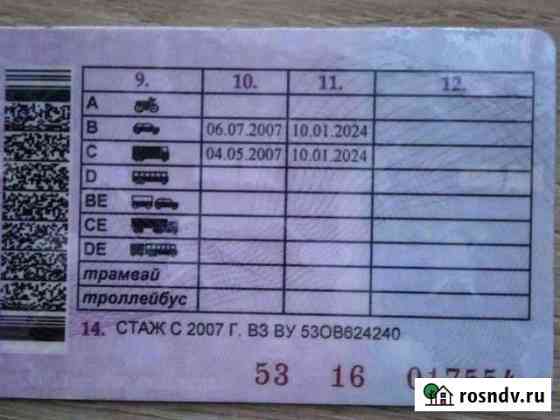 9. 10. 11. 12.
A
B 06.07.2007 10.01.2024
C 04.05.2007 10.01.2024
D
BE
CE
DE
трамвай
троллейбус
14. СТАЖ С 2007 Г. ВЗ ВУ 53ОВ624240
53 16
rosndv.ru